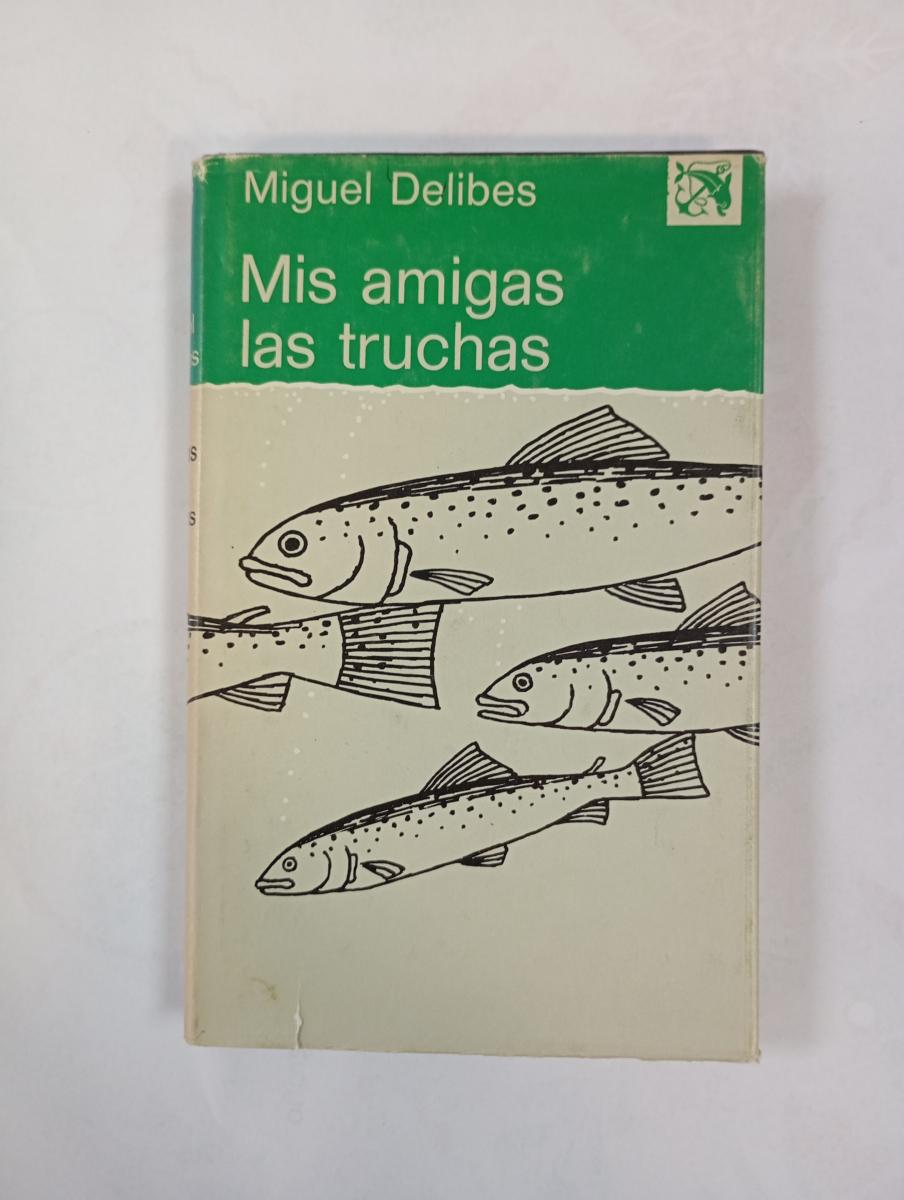 Miguel Delibes
Mis amigas
las truchas